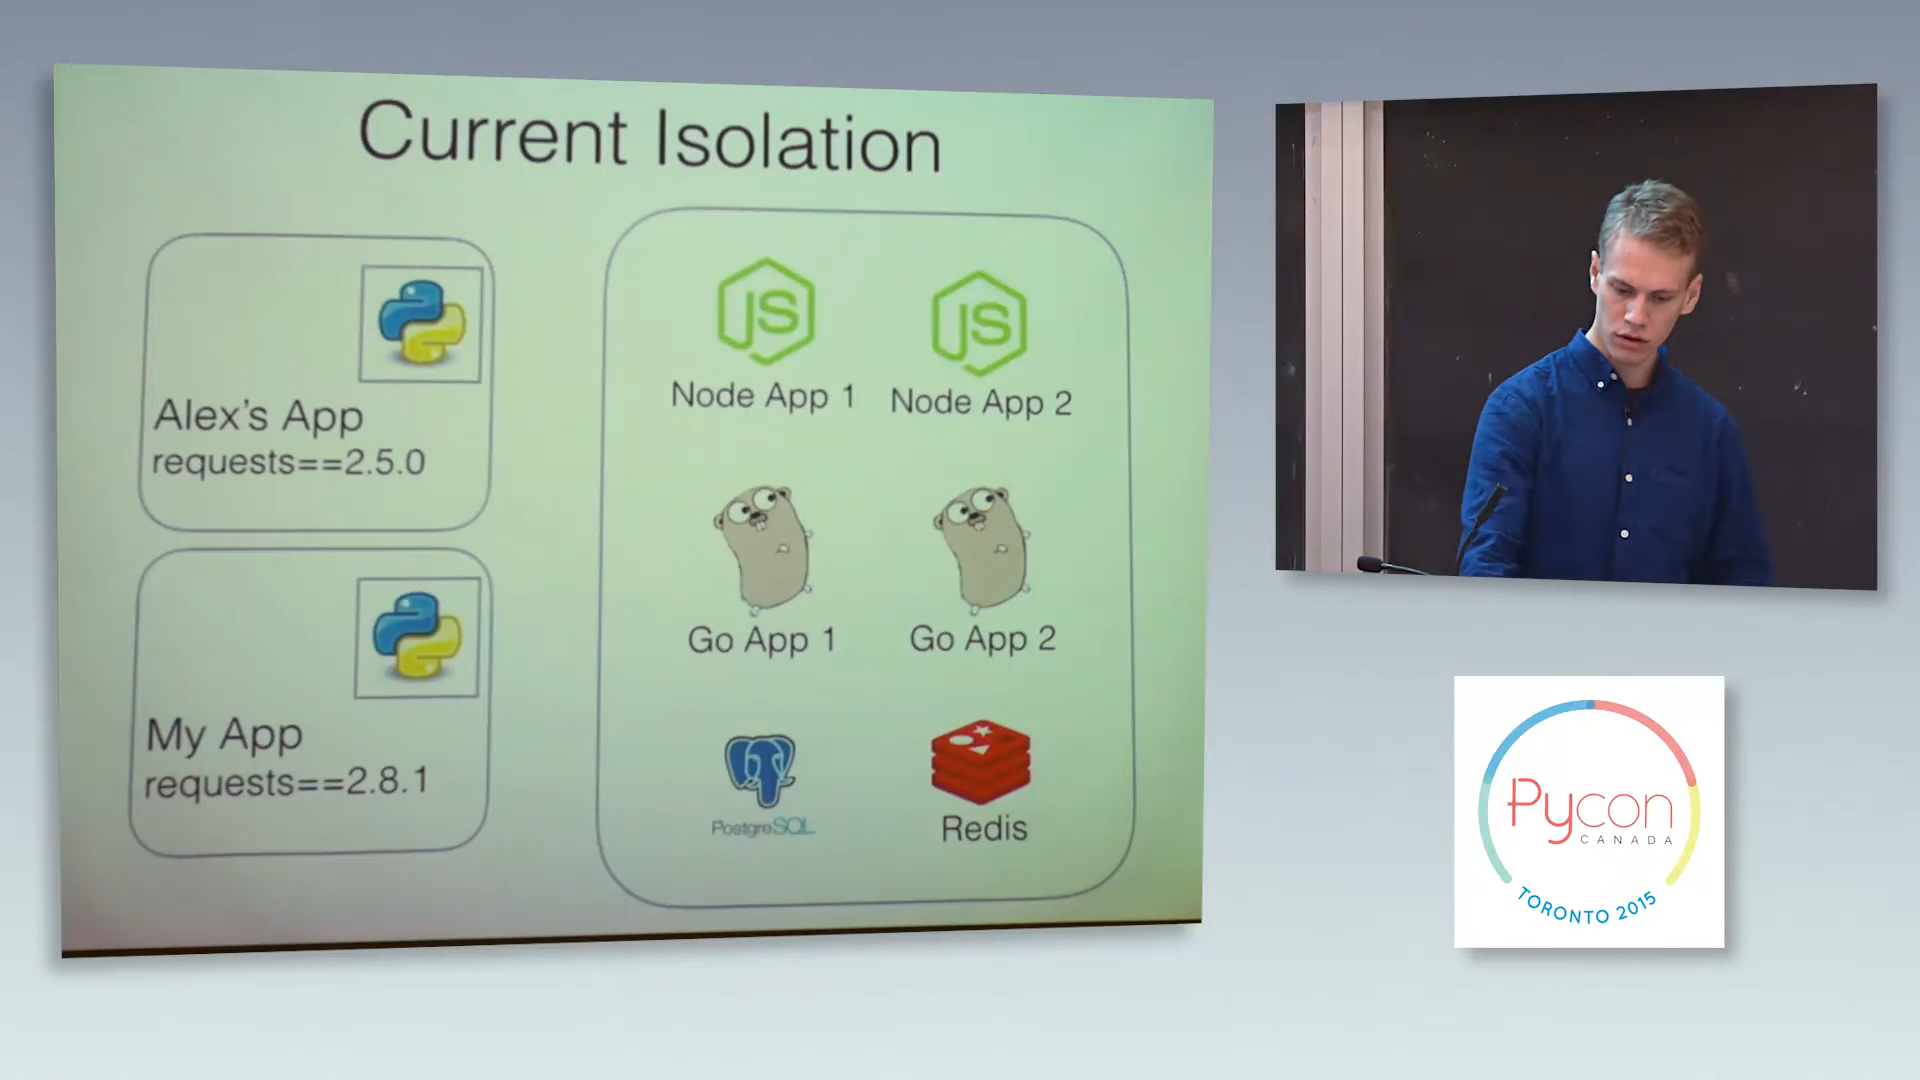 Current Isolation
Alex's App
requests==2.5.0
My App
requests==2.8.1
JS
JS
Node App 1
Node App 2
Go App 1
Go App 2
PostgreSQL
Redis
Pycon
CANADA
TORONTO 2015